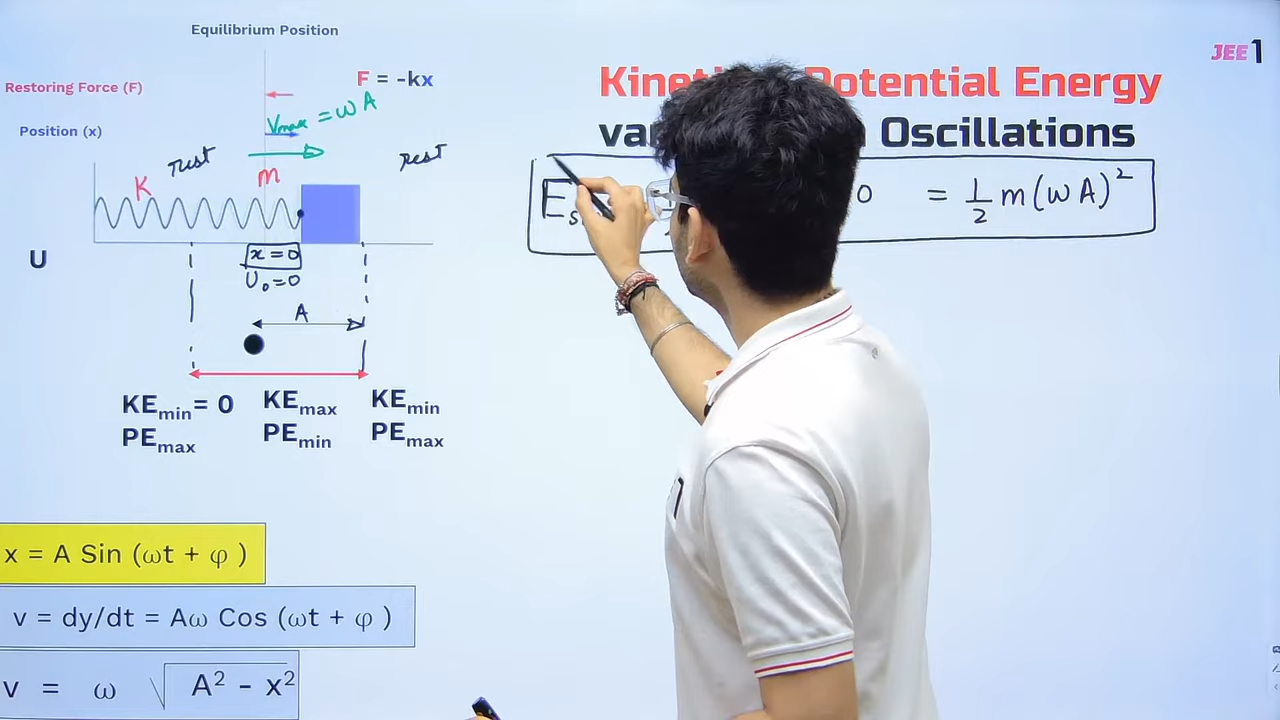 Equilibrium Position
JEE 1
F = -kx
Restoring Force (F)
Vmax = ωA
Position (x)
Potential Energy
Oscillations
rest
rest
K
m
E
0 = 1/2 m(ωA)²
x = 0
U₀ = 0
U
A
KEmin = 0
PEmax
KEmax
PEmin
KEmin
PEmax
x = A Sin (ωt + φ )
v = dy/dt = Aω Cos (ωt + φ )
v = ω √A² - x²